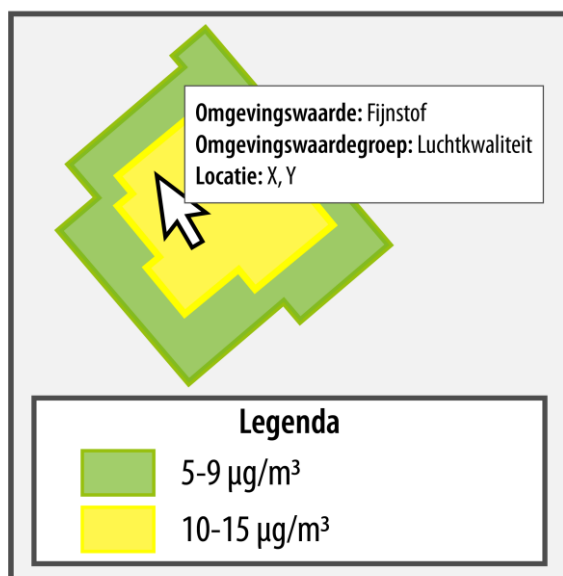 Omgevingswaarde: Fijnstof
Omgevingswaardegroep: Luchtkwaliteit
Locatie: X, Y
Legenda
5-9 µg/m³
10-15 µg/m³